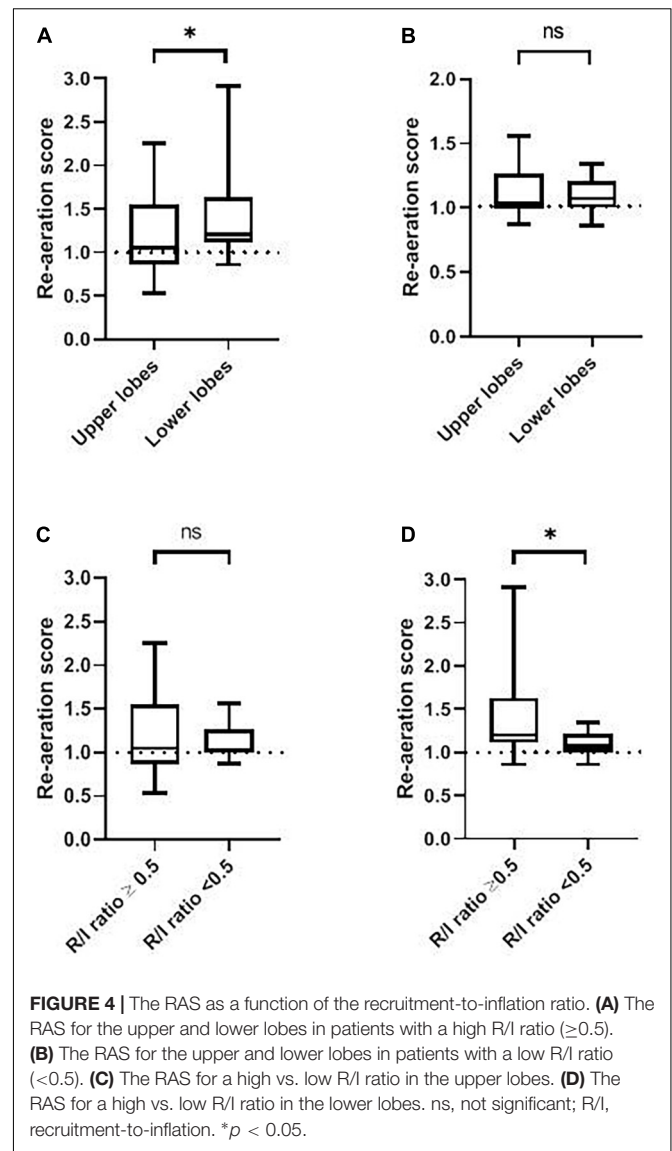 A
*
3.0
2.5
2.0
1.5
1.0
0.5
0.0
Re-aeration score
Upper lobes
Lower lobes
B
ns
2.0
1.5
1.0
0.5
0.0
Re-aeration score
Upper lobes
Lower lobes
C
ns
3.0
2.5
2.0
1.5
1.0
0.5
0.0
Re-aeration score
R/I ratio ≥ 0.5
R/I ratio <0.5
D
*
3.0
2.5
2.0
1.5
1.0
0.5
0.0
Re-aeration score
R/I ratio ≥0.5
R/I ratio <0.5
FIGURE 4 | The RAS as a function of the recruitment-to-inflation ratio. (A) The
RAS for the upper and lower lobes in patients with a high R/I ratio (≥0.5).
(B) The RAS for the upper and lower lobes in patients with a low R/I ratio
(<0.5). (C) The RAS for a high vs. low R/I ratio in the upper lobes. (D) The
RAS for a high vs. low R/I ratio in the lower lobes. ns, not significant; R/I,
recruitment-to-inflation. *p < 0.05.